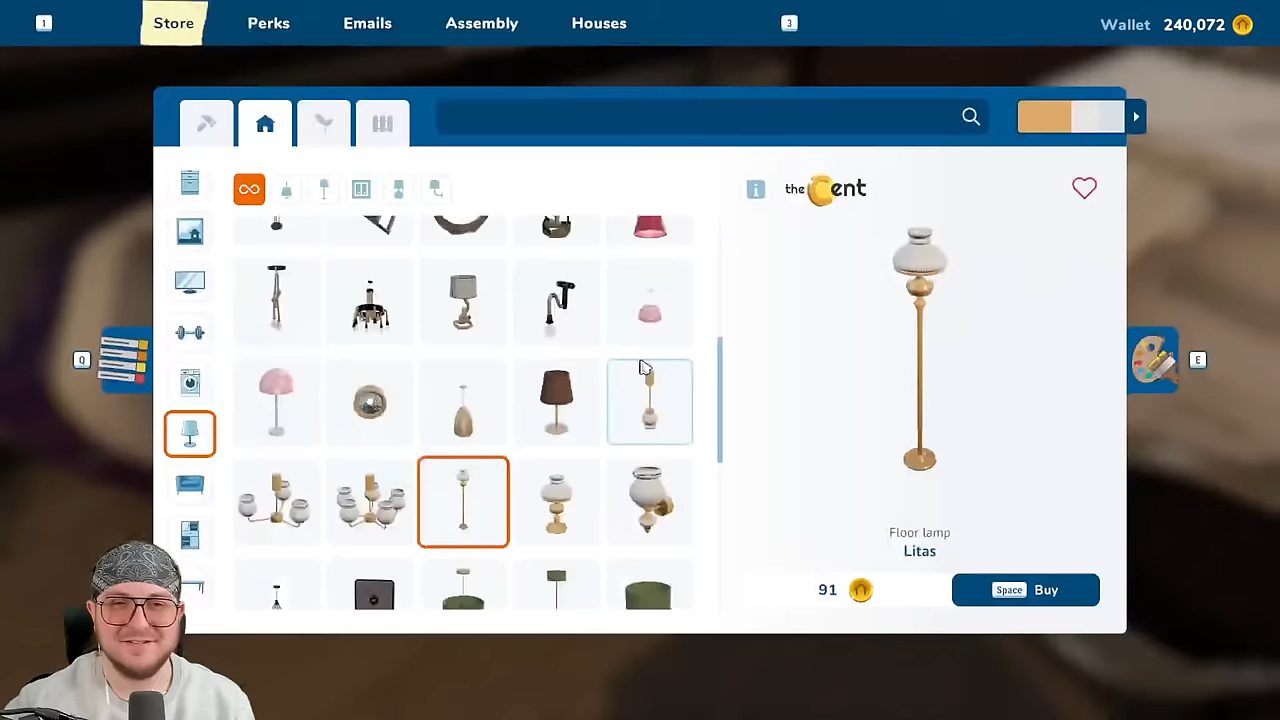 1 Store Perks Emails Assembly Houses 3 Wallet 240,072
i the Cent
Q
E
Floor lamp
Litas
91 Space Buy